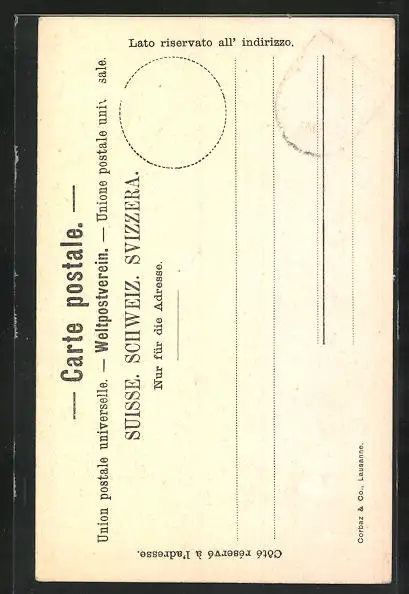 — Carte postale. —
Union postale universelle. — Weltpostverein. — Unione postale universale.
SUISSE. SCHWEIZ. SVIZZERA.
Nur für die Adresse.
Côté réservé à l'adresse.
Lato riservato all' indirizzo.
Corbaz & Co., Lausanne.